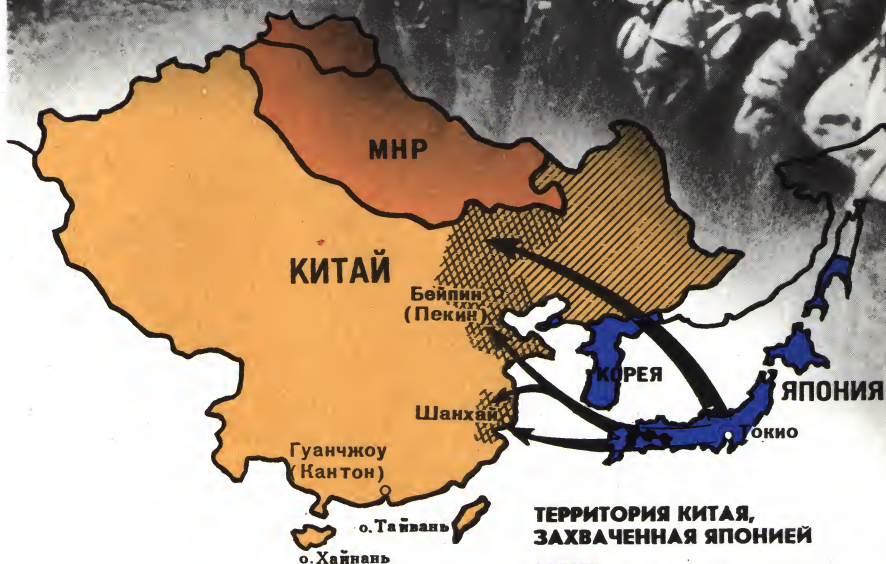 МНР
КИТАЙ
Бейпин
(Пекин)
КОРЕЯ
ЯПОНИЯ
Шанхай
Токио
Гуанчжоу
(Кантон)
о.Тайвань
о.Хайнань
ТЕРРИТОРИЯ КИТАЯ,
ЗАХВАЧЕННАЯ ЯПОНИЕЙ